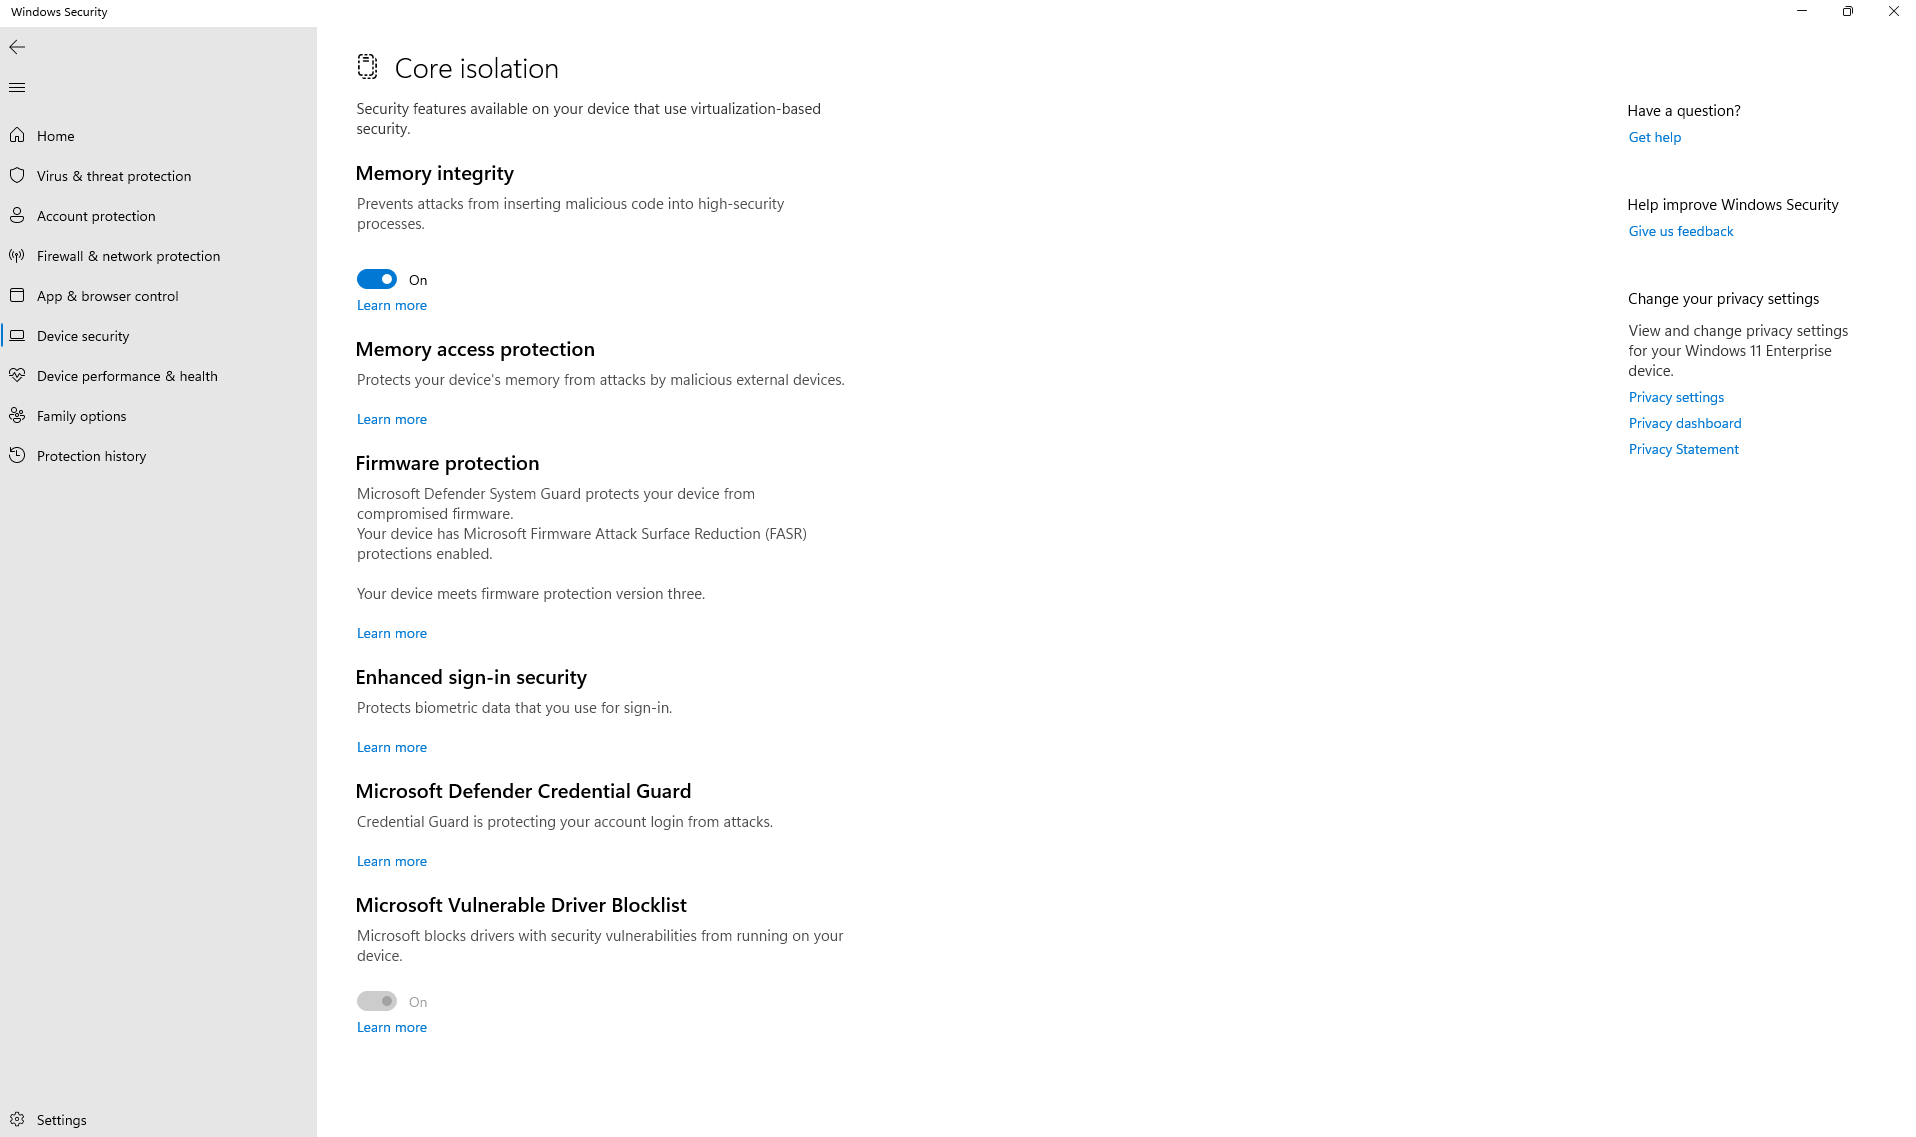 Windows Security
Home
Virus & threat protection
Account protection
Firewall & network protection
App & browser control
Device security
Device performance & health
Family options
Protection history
Settings
Core isolation
Security features available on your device that use virtualization-based
security.
Memory integrity
Prevents attacks from inserting malicious code into high-security
processes.
On
Learn more
Memory access protection
Protects your device's memory from attacks by malicious external devices.
Learn more
Firmware protection
Microsoft Defender System Guard protects your device from
compromised firmware.
Your device has Microsoft Firmware Attack Surface Reduction (FASR)
protections enabled.
Your device meets firmware protection version three.
Learn more
Enhanced sign-in security
Protects biometric data that you use for sign-in.
Learn more
Microsoft Defender Credential Guard
Credential Guard is protecting your account login from attacks.
Learn more
Microsoft Vulnerable Driver Blocklist
Microsoft blocks drivers with security vulnerabilities from running on your
device.
On
Learn more
Have a question?
Get help
Help improve Windows Security
Give us feedback
Change your privacy settings
View and change privacy settings
for your Windows 11 Enterprise
device.
Privacy settings
Privacy dashboard
Privacy Statement